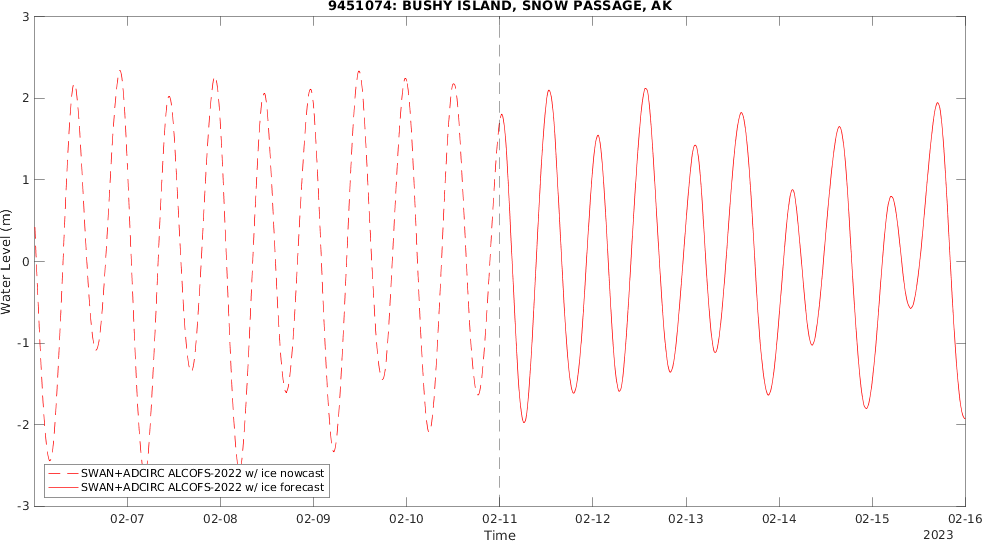 9451074: BUSHY ISLAND, SNOW PASSAGE, AK
3
2
1
0
-1
-2
-3
Water Level (m)
SWAN+ADCIRC ALCOFS-2022 w/ ice nowcast
SWAN+ADCIRC ALCOFS-2022 w/ ice forecast
02-07 02-08 02-09 02-10 02-11 02-12 02-13 02-14 02-15 02-16
Time
2023